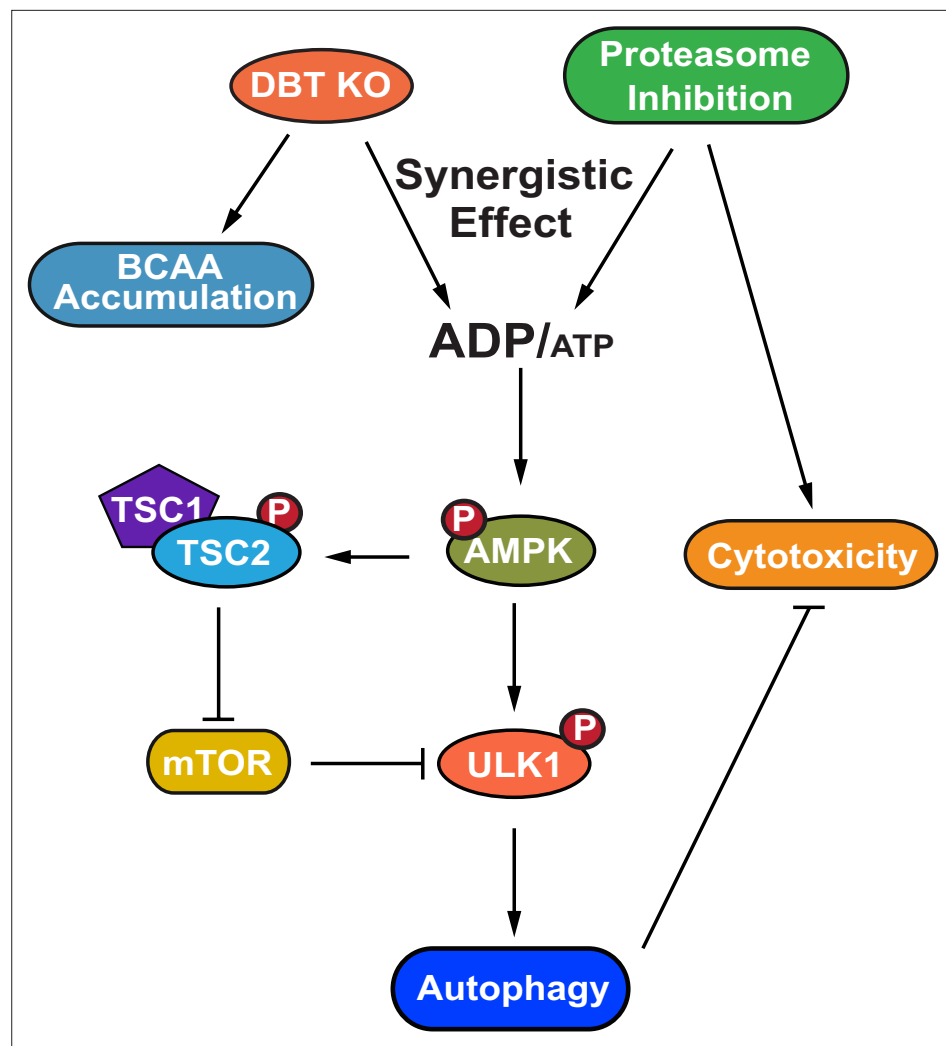 DBT KO
Proteasome
Inhibition
Synergistic
Effect
BCAA
Accumulation
ADP/ATP
TSC1
P
TSC2
P
AMPK
Cytotoxicity
mTOR
P
ULK1
Autophagy